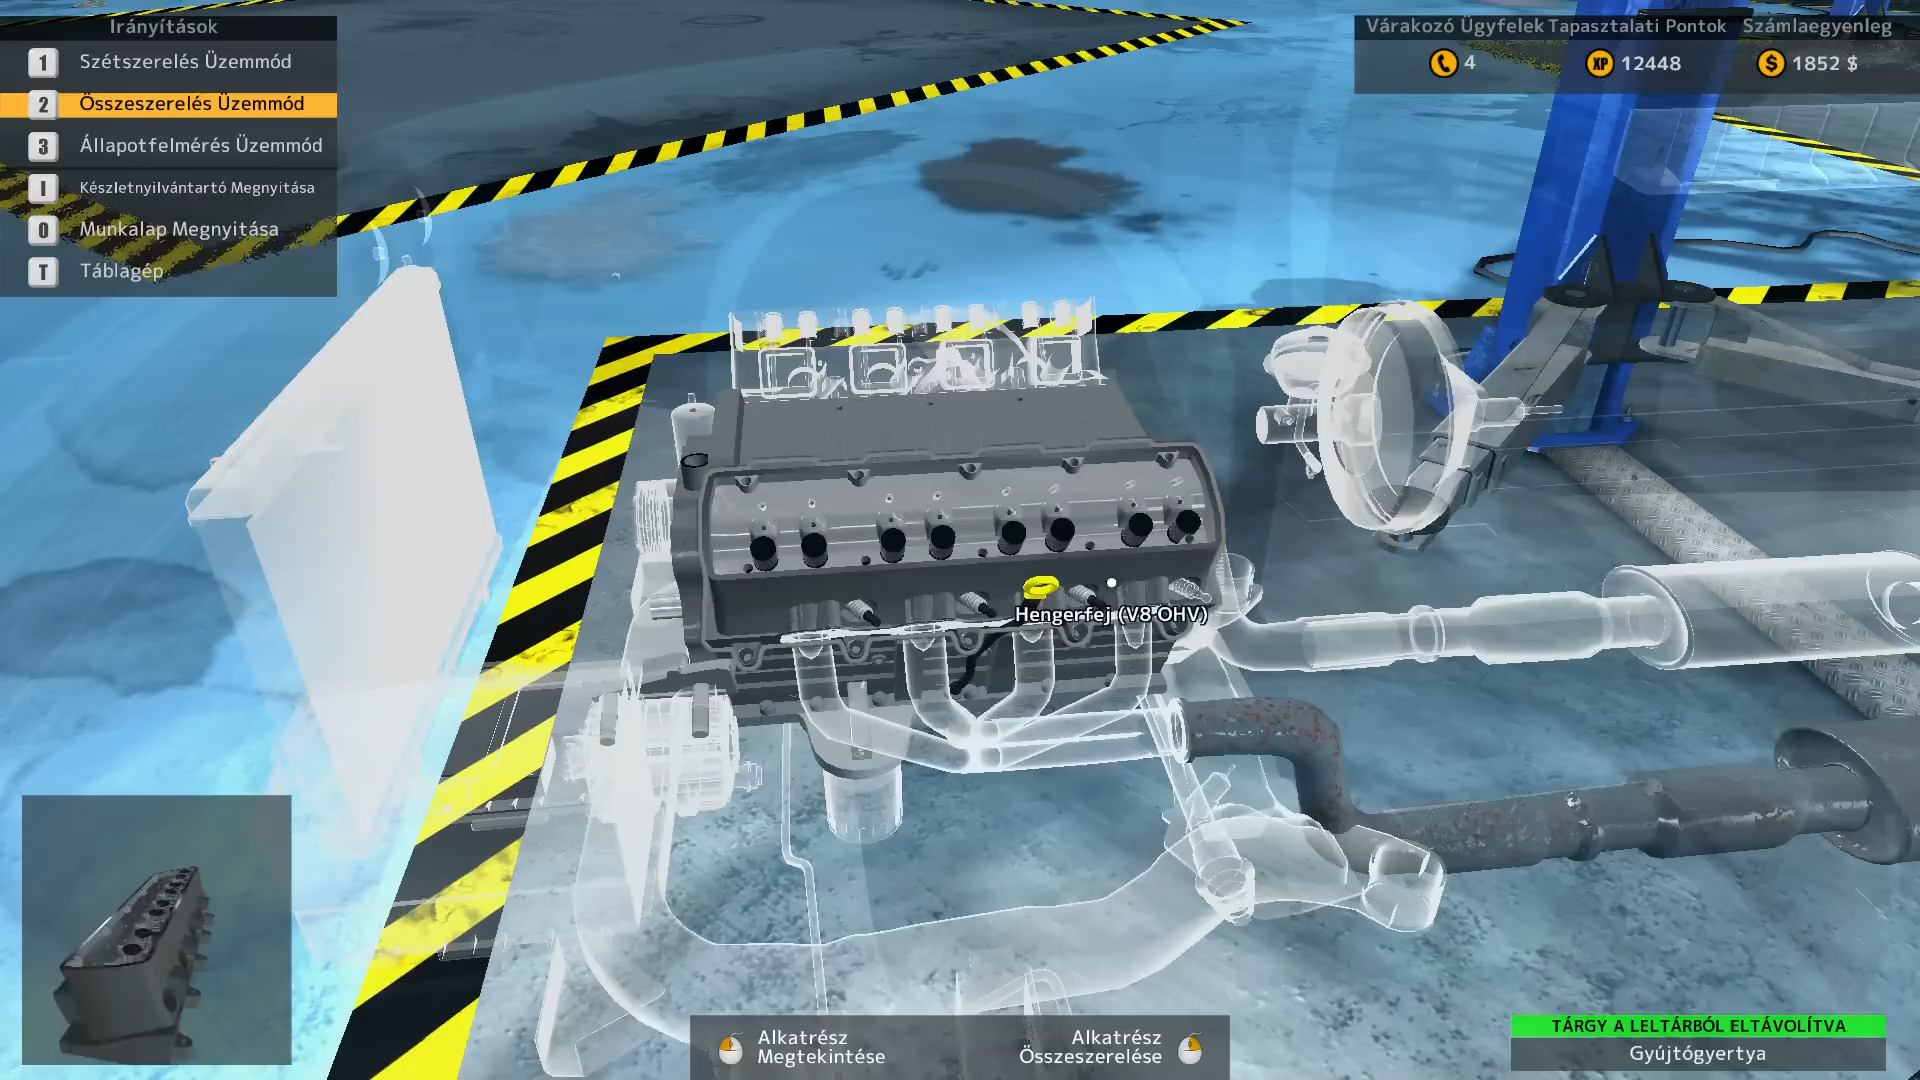 Irányítások
1 Szétszerelés Üzemmód
2 Összeszerelés Üzemmód
3 Állapotfelmérés Üzemmód
I Készletnyilvántartó Megnyitása
O Munkalap Megnyitása
T Táblagép
Várakozó Ügyfelek Tapasztalati Pontok Számlaegyenleg
4 XP 12448 $ 1852 $
Hengerfej (V8 OHV)
Alkatrész
Megtekintése
Alkatrész
Összeszerelése
TÁRGY A LELTÁRBÓL ELTÁVOLÍTVA
Gyújtógyertya